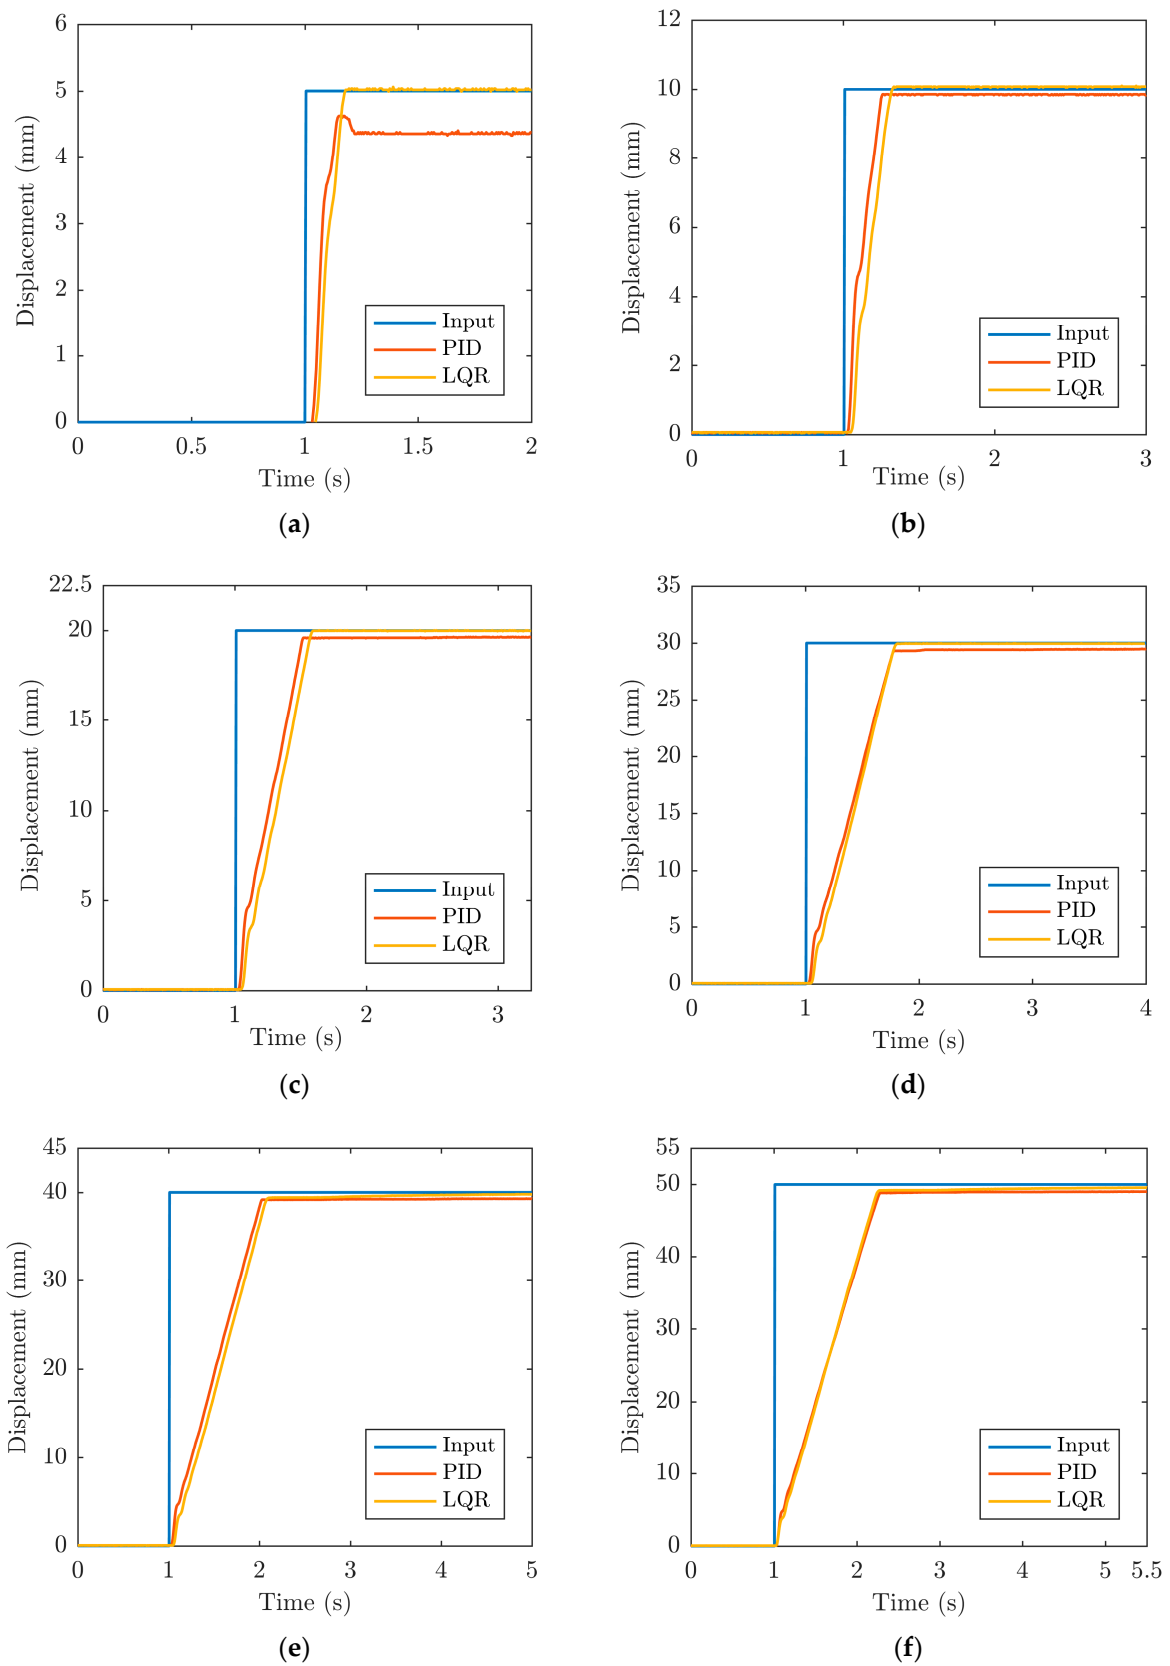 6
5
4
3
2
1
0
Displacement (mm)
Input
PID
LQR
0 0.5 1 1.5 2
Time (s)
(a)
12
10
8
6
4
2
0
Displacement (mm)
Input
PID
LQR
0 1 2 3
Time (s)
(b)
22.5
20
15
10
5
0
Displacement (mm)
Input
PID
LQR
0 1 2 3
Time (s)
(c)
35
30
25
20
15
10
5
0
Displacement (mm)
Input
PID
LQR
0 1 2 3 4
Time (s)
(d)
45
40
30
20
10
0
Displacement (mm)
Input
PID
LQR
0 1 2 3 4 5
Time (s)
(e)
55
50
40
30
20
10
0
Displacement (mm)
Input
PID
LQR
0 1 2 3 4 5 5.5
Time (s)
(f)